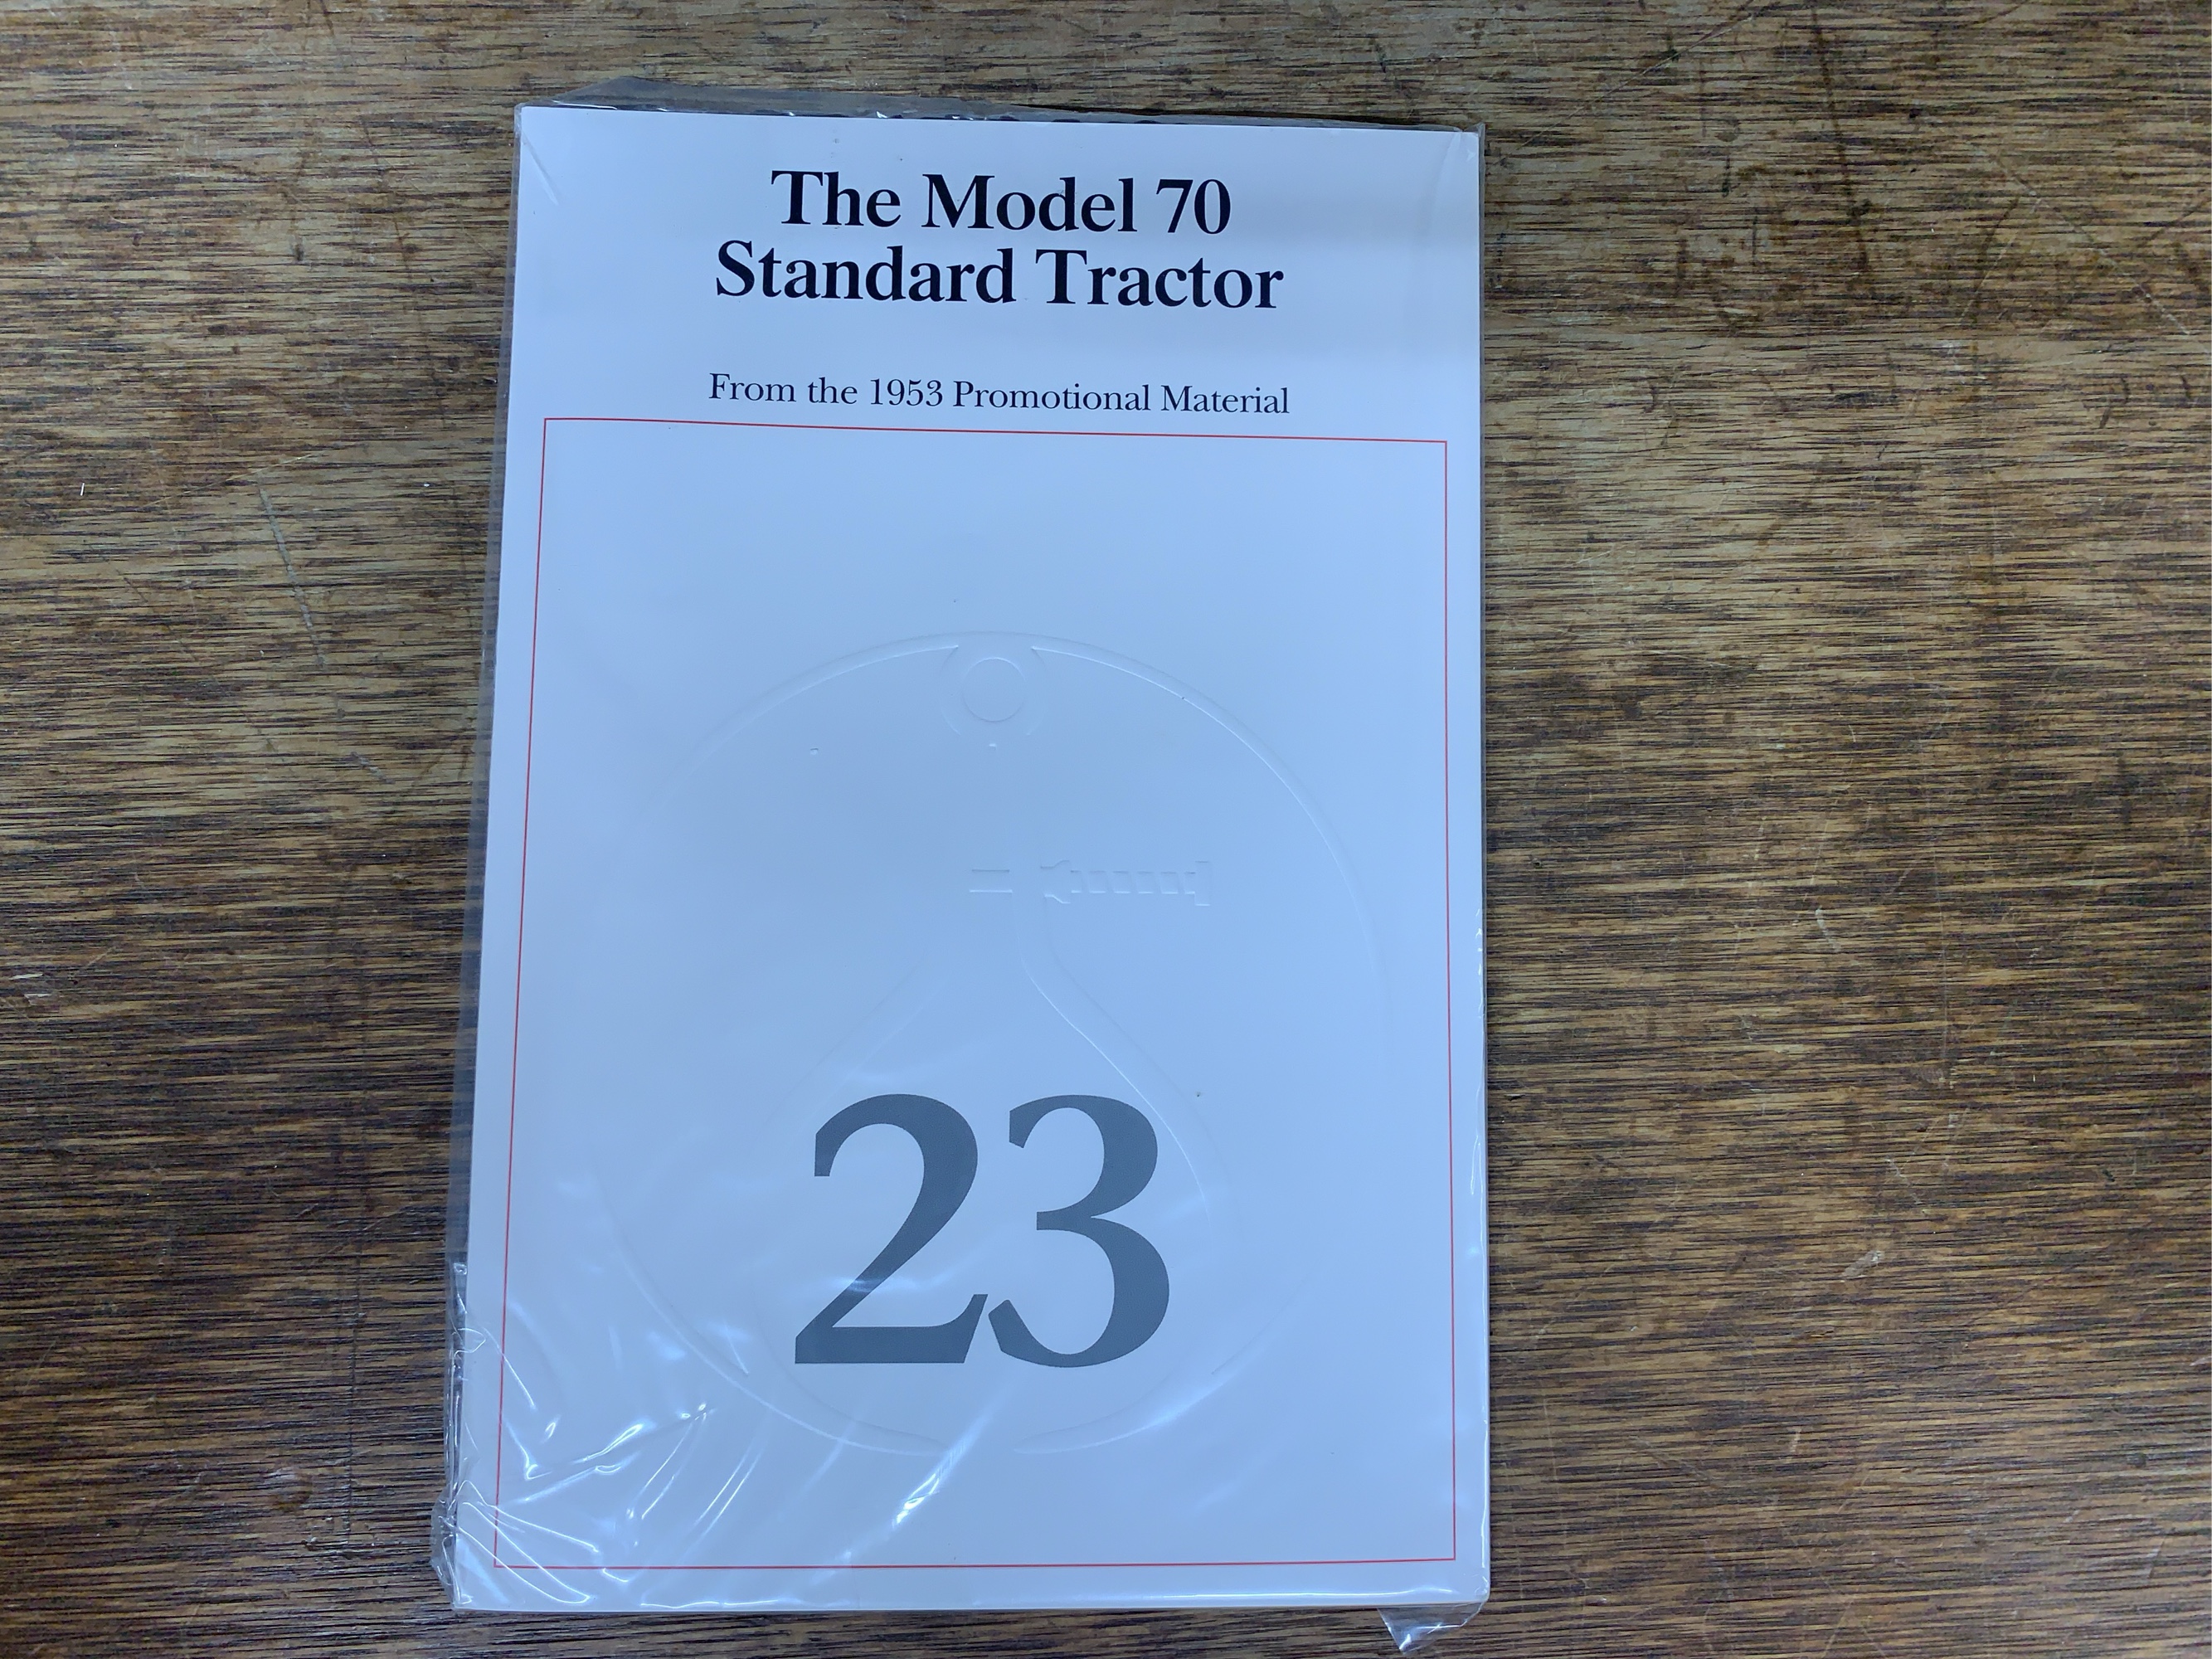 The Model 70
Standard Tractor
From the 1953 Promotional Material
23